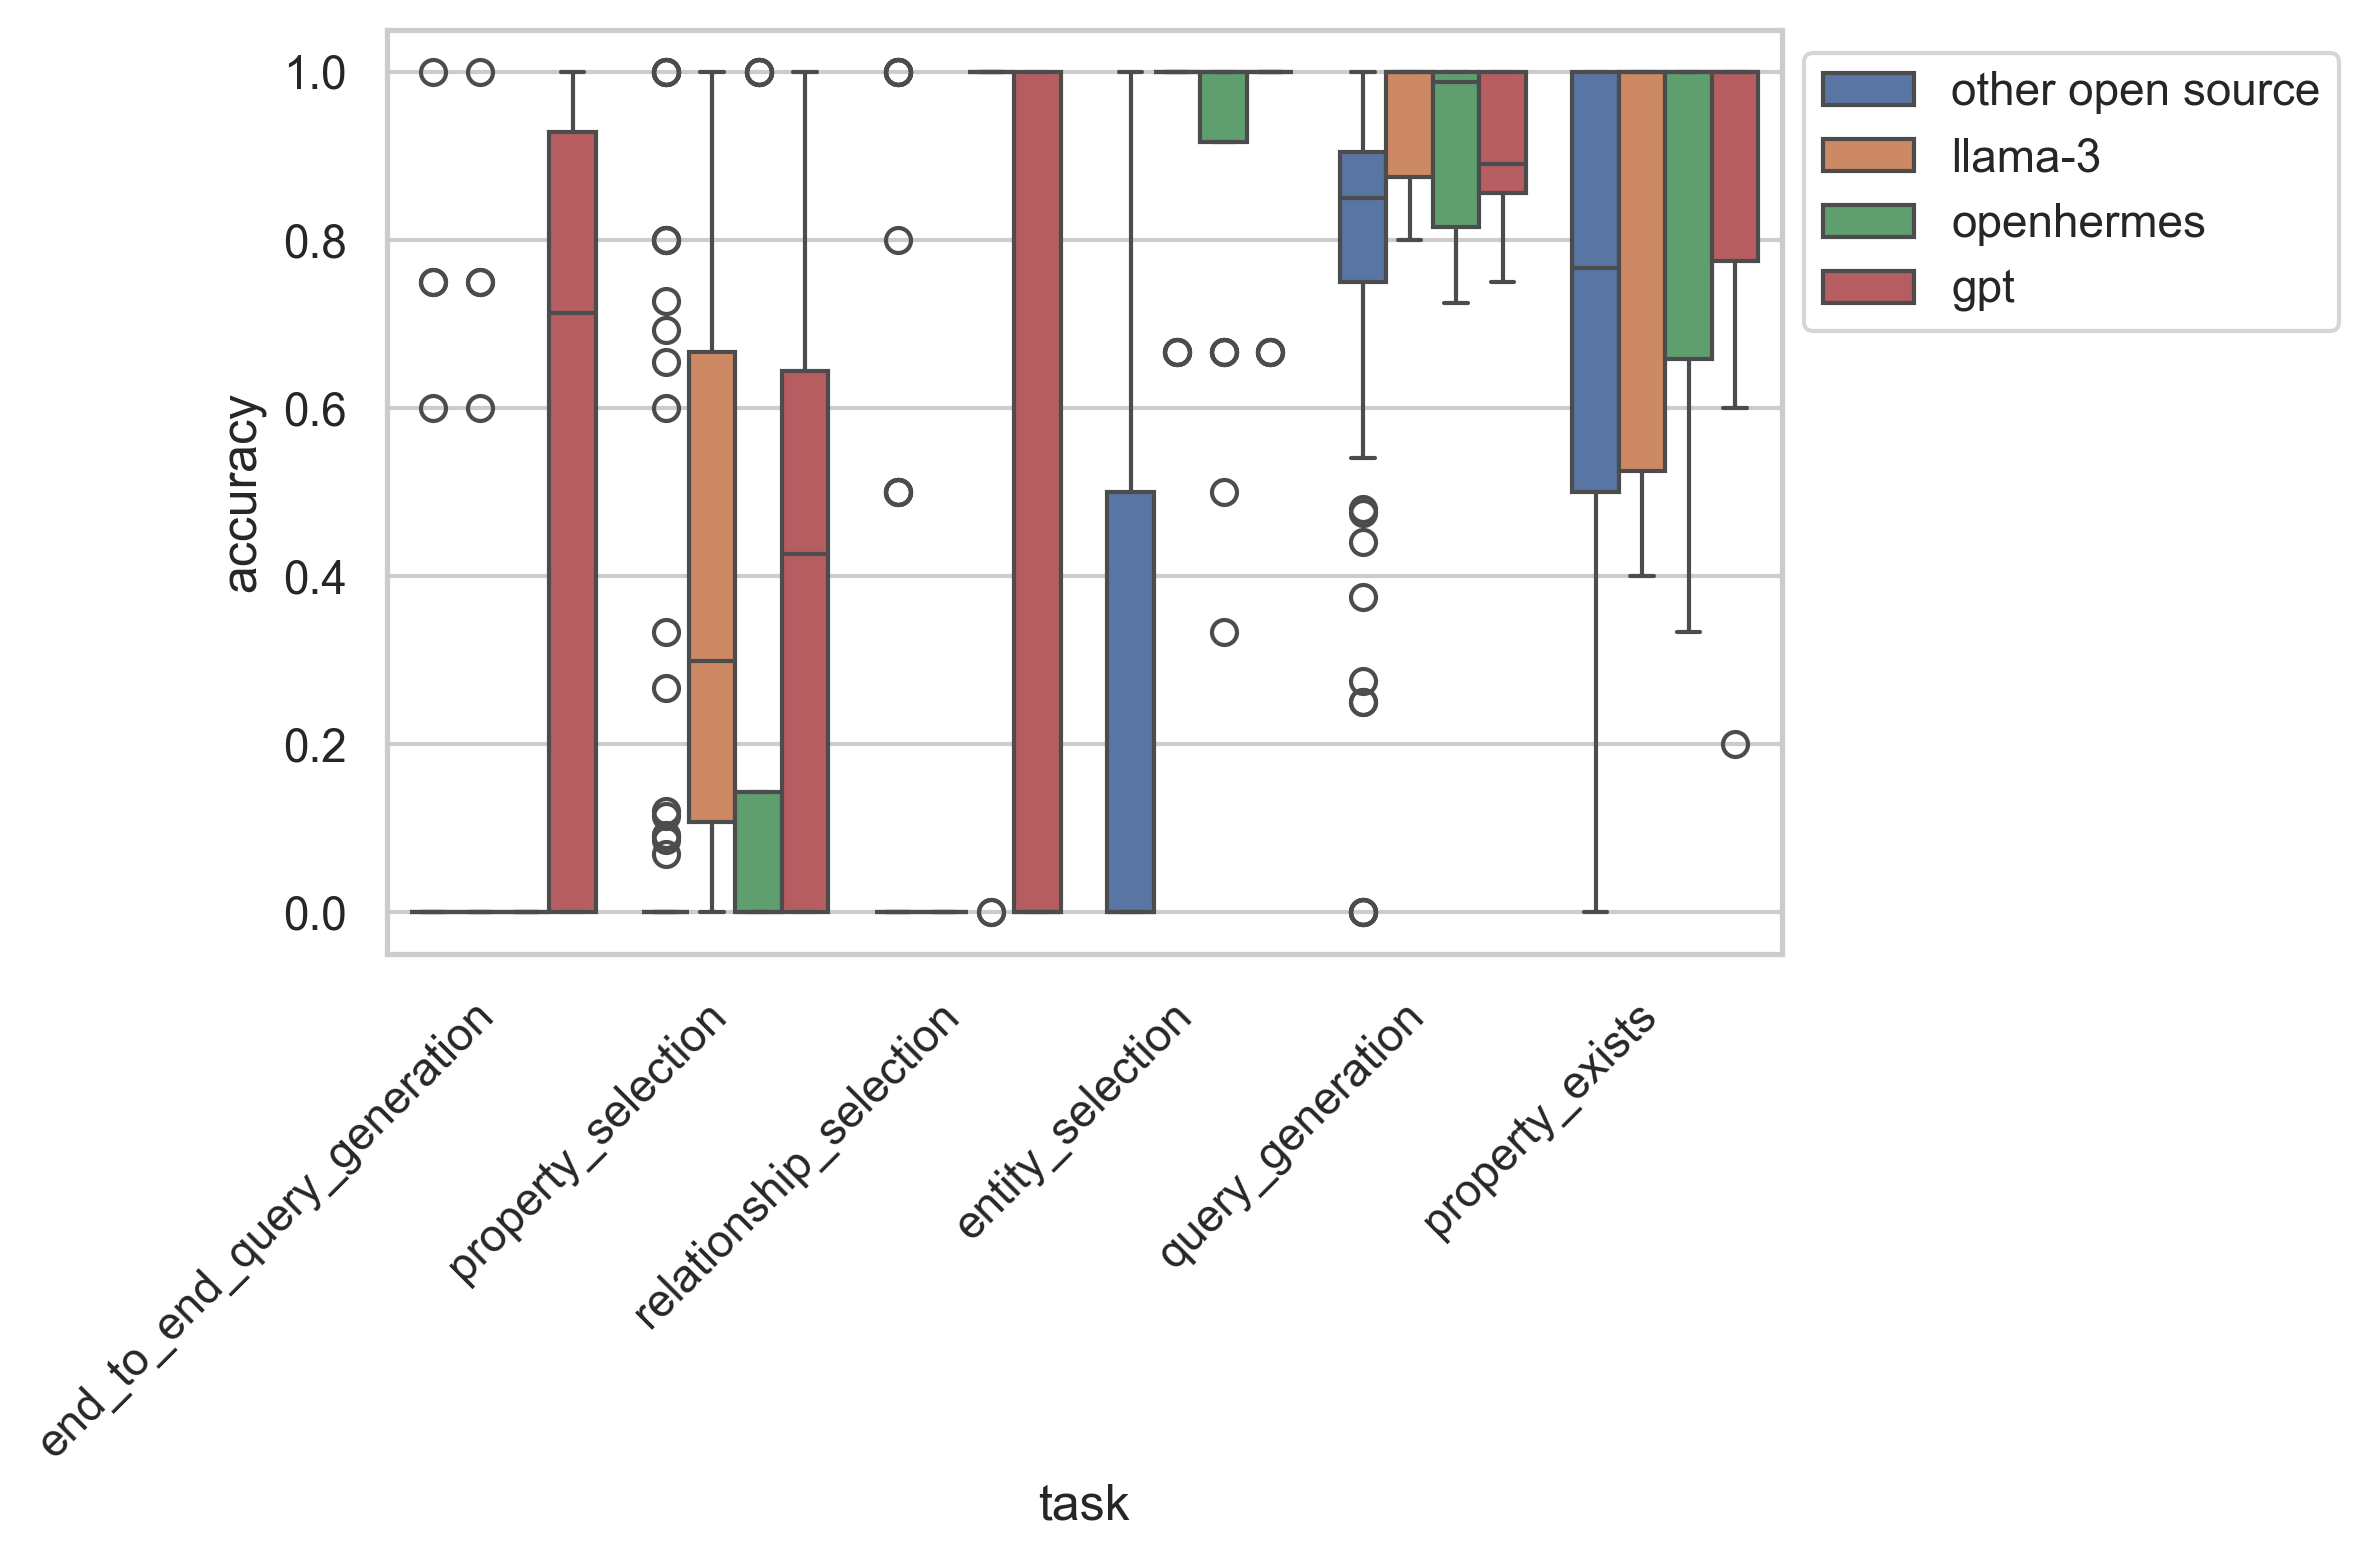 1.0
0.8
0.6
0.4
0.2
0.0
accuracy
other open source
llama-3
openhermes
gpt
end_to_end_query_generation
property_selection
relationship_selection
entity_selection
query_generation
property_exists
task